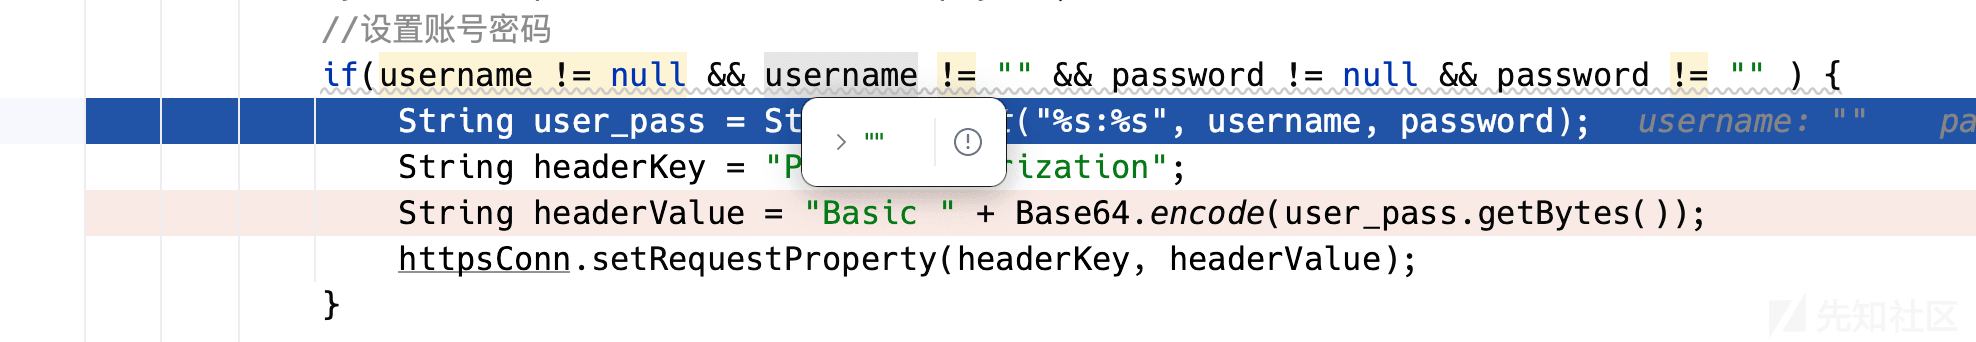 //设置账号密码
if(username != null && username != "" && password != null && password != "" ) {
String user_pass = St t("%s:%s", username, password); username: "" pa
""
String headerKey = "P rization";
String headerValue = "Basic " + Base64.encode(user_pass.getBytes());
httpsConn.setRequestProperty(headerKey, headerValue);
}
先知社区